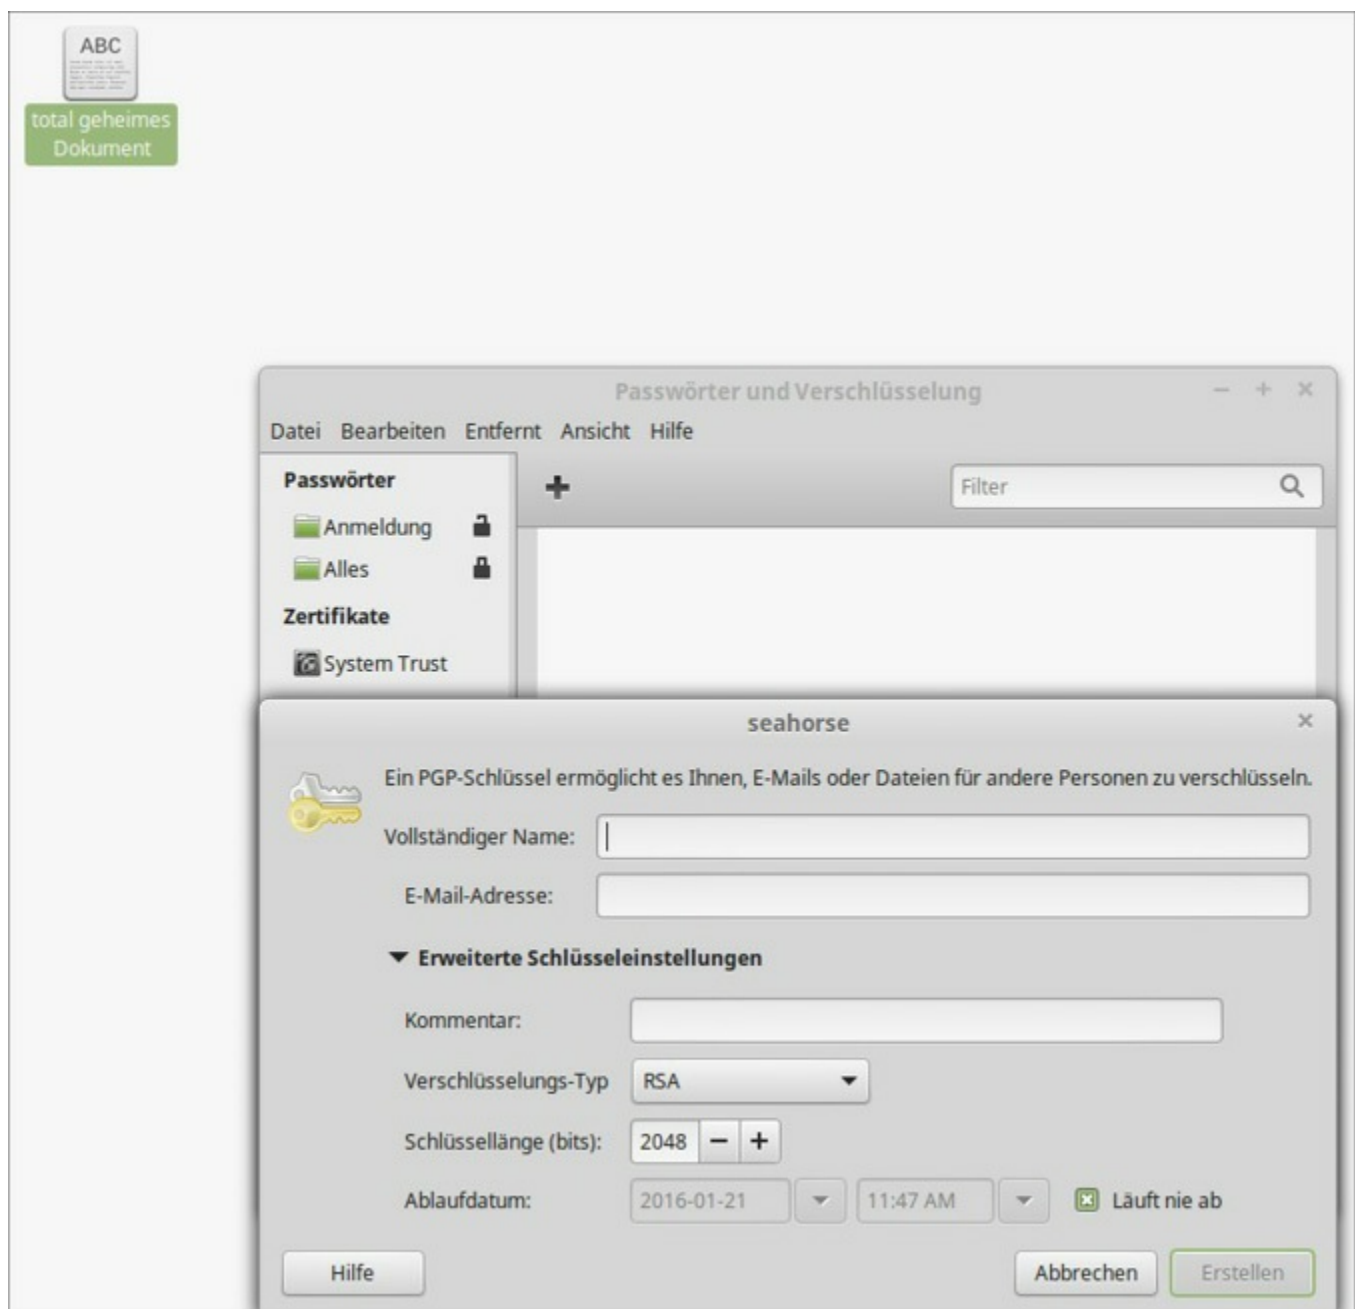 ABC
total geheimes
Dokument
Passwörter und Verschlüsselung
Datei Bearbeiten Entfernt Ansicht Hilfe
Passwörter
Filter
Anmeldung
Alles
Zertifikate
System Trust
seahorse
Ein PGP-Schlüssel ermöglicht es Ihnen, E-Mails oder Dateien für andere Personen zu verschlüsseln.
Vollständiger Name:
E-Mail-Adresse:
Erweiterte Schlüsseleinstellungen
Kommentar:
Verschlüsselungs-Typ RSA
Schlüssellänge (bits): 2048
Ablaufdatum: 2016-01-21 11:47 AM Läuft nie ab
Hilfe Abbrechen Erstellen